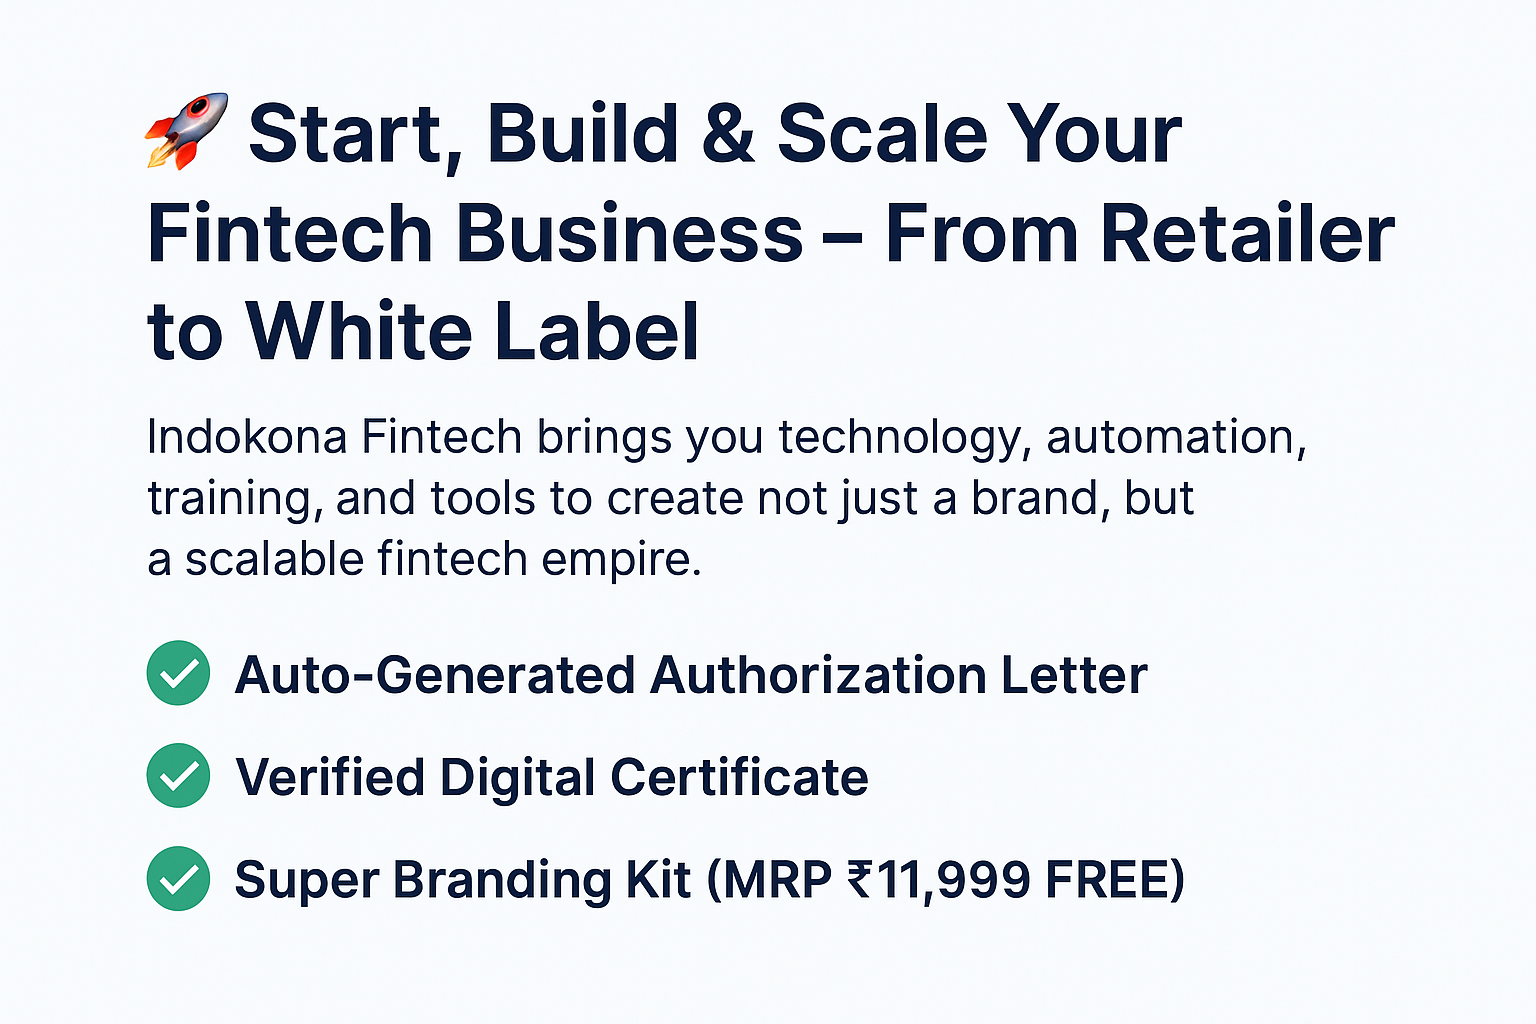 🚀 Start, Build & Scale Your
Fintech Business – From Retailer
to White Label
Indokona Fintech brings you technology, automation,
training, and tools to create not just a brand, but
a scalable fintech empire.
Auto-Generated Authorization Letter
Verified Digital Certificate
Super Branding Kit (MRP ₹11,999 FREE)